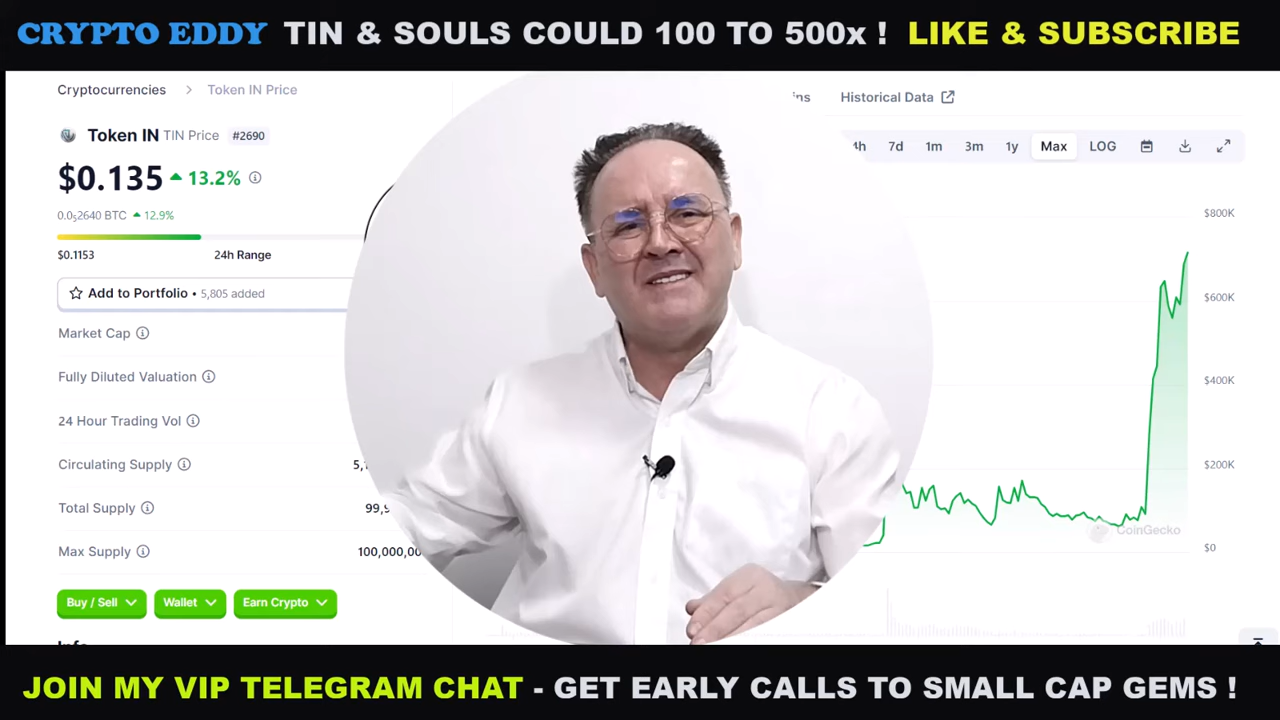 CRYPTO EDDY TIN & SOULS COULD 100 TO 500x ! LIKE & SUBSCRIBE
Cryptocurrencies > Token IN Price
Historical Data
Token IN TIN Price #2690
7d 1m 3m 1y Max LOG
$0.135 13.2%
0.0₅2640 BTC 12.9%
$0.1153 24h Range
Add to Portfolio • 5,805 added
Market Cap
Fully Diluted Valuation
24 Hour Trading Vol
Circulating Supply
Total Supply
Max Supply
$800K
$600K
$400K
$200K
$0
CoinGecko
Buy / Sell Wallet Earn Crypto
JOIN MY VIP TELEGRAM CHAT - GET EARLY CALLS TO SMALL CAP GEMS !